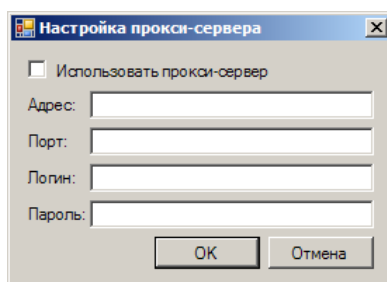 Настройка прокси-сервера
Использовать прокси-сервер
Адрес:
Порт:
Логин:
Пароль:
OK
Отмена